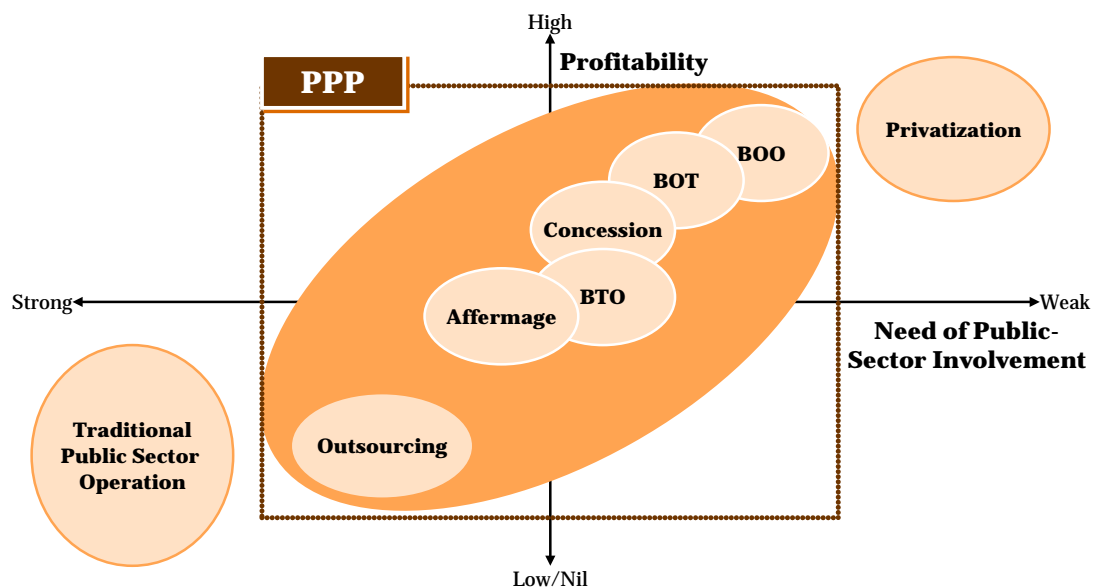 High
Profitability
PPP
Privatization
BOO
BOT
Concession
BTO
Affermage
Strong
Weak
Need of Public-
Sector Involvement
Traditional
Public Sector
Operation
Outsourcing
Low/Nil